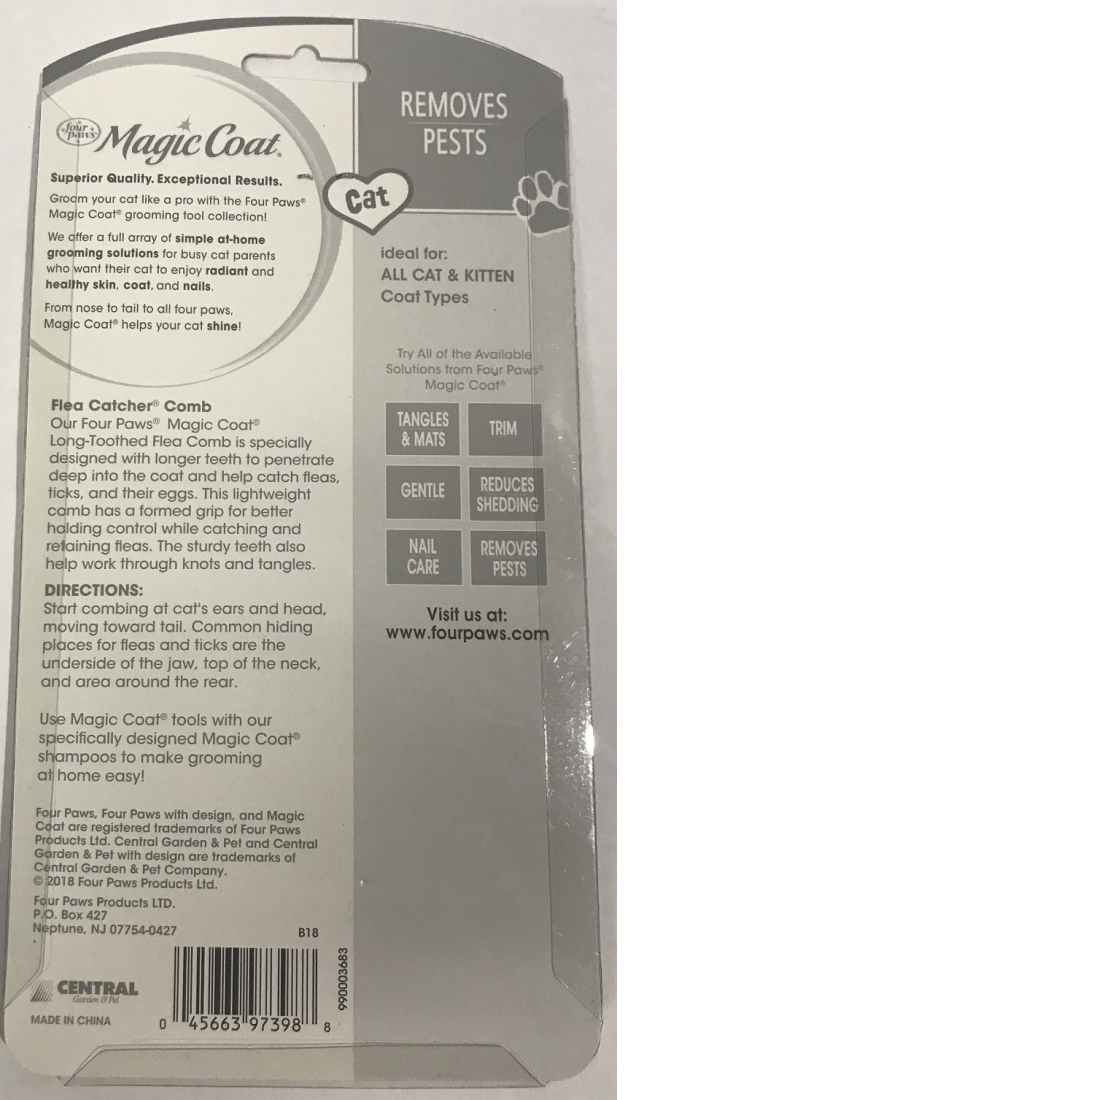 four paws Magic Coat.
Superior Quality. Exceptional Results.
Groom your cat like a pro with the Four Paws®
Magic Coat® grooming tool collection!
We offer a full array of simple at-home
grooming solutions for busy cat parents
who want their cat to enjoy radiant and
healthy skin, coat, and nails.
From nose to tail to all four paws,
Magic Coat® helps your cat shine!
Flea Catcher® Comb
Our Four Paws® Magic Coat®
Long-Toothed Flea Comb is specially
designed with longer teeth to penetrate
deep into the coat and help catch fleas,
ticks, and their eggs. This lightweight
comb has a formed grip for better
holding control while catching and
retaining fleas. The sturdy teeth also
help work through knots and tangles.
DIRECTIONS:
Start combing at cat's ears and head,
moving toward tail. Common hiding
places for fleas and ticks are the
underside of the jaw, top of the neck,
and area around the rear.
Use Magic Coat® tools with our
specifically designed Magic Coat®
shampoos to make grooming
at home easy!
Four Paws, Four Paws with design, and Magic
Coat are registered trademarks of Four Paws
Products Ltd. Central Garden & Pet and Central
Garden & Pet with design are trademarks of
Central Garden & Pet Company.
© 2018 Four Paws Products Ltd.
Four Paws Products LTD.
P.O. Box 427
Neptune, NJ 07754-0427
B18
CENTRAL
Garden & Pet
MADE IN CHINA
0 45663 97398 8
990003683
REMOVES
PESTS
Cat
ideal for:
ALL CAT & KITTEN
Coat Types
Try All of the Available
Solutions from Four Paws®
Magic Coat®
TANGLES
& MATS
TRIM
GENTLE
REDUCES
SHEDDING
NAIL
CARE
REMOVES
PESTS
Visit us at:
www.fourpaws.com